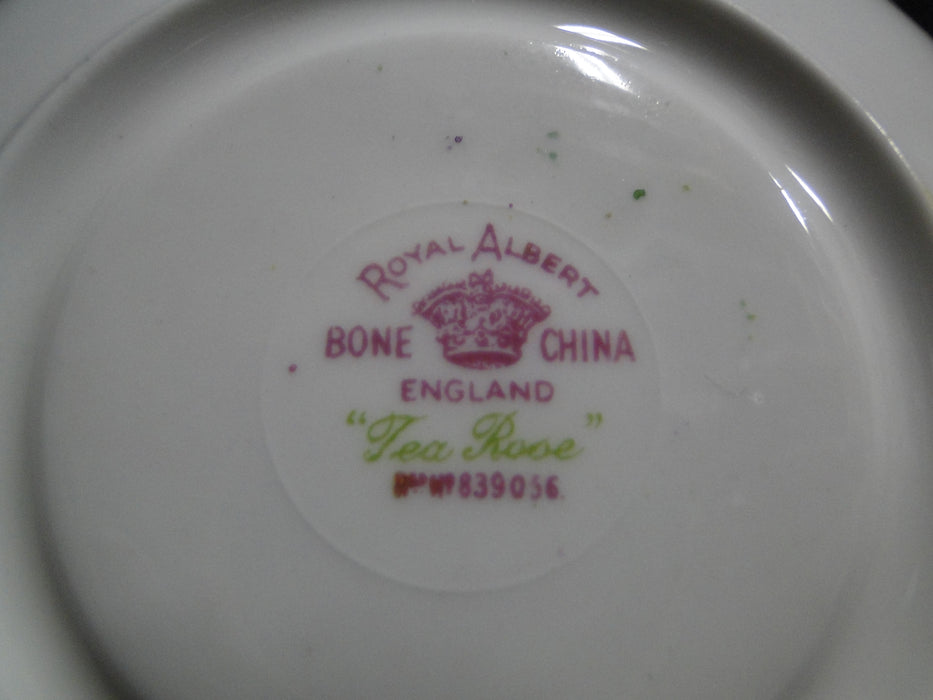 ROYAL ALBERT
BONE CHINA
ENGLAND
"Tea Rose"
Rᵈ Nº 839056.